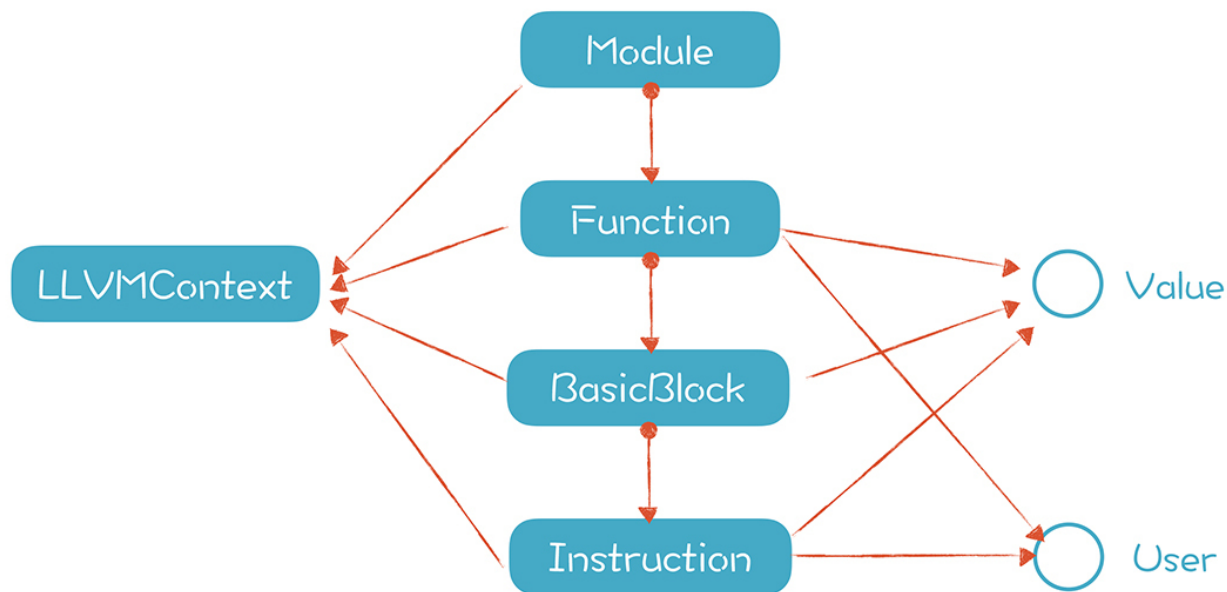 Module
Function
LLVMContext
Value
BasicBlock
Instruction
User